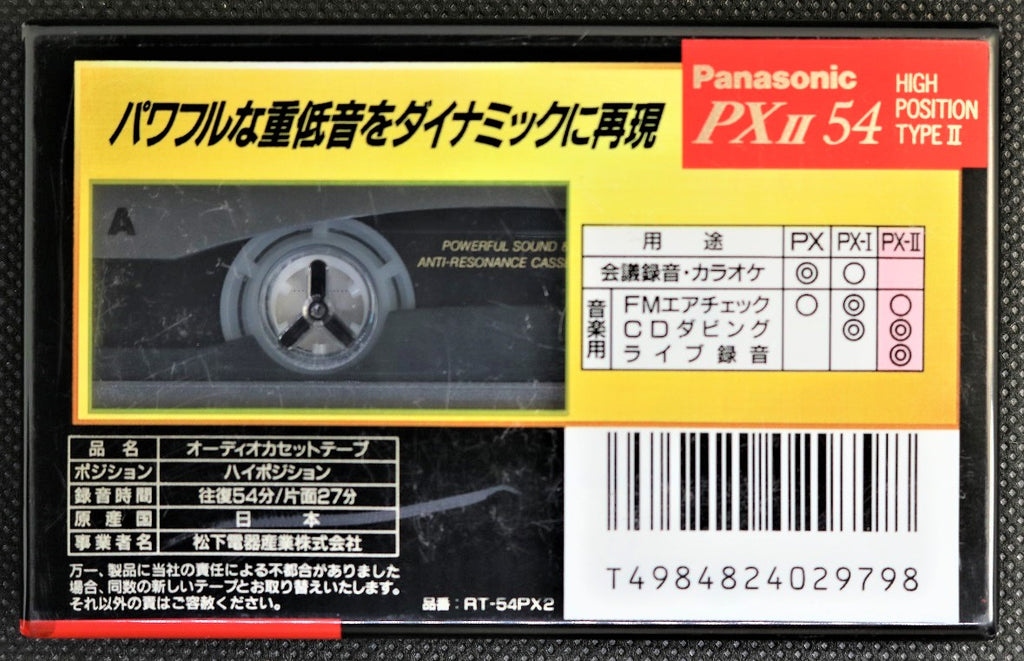 Panasonic
PXⅡ 54
HIGH
POSITION
TYPE Ⅱ
パワフルな重低音をダイナミックに再現
A
POWERFUL SOUND &
ANTI-RESONANCE CASS
用途 PX PX-Ⅰ PX-Ⅱ
会議録音・カラオケ ◎ ○
音楽用
FMエアチェック ○ ◎ ○
CDダビング ◎ ◎
ライブ録音 ◎
品名 オーディオカセットテープ
ポジション ハイポジション
録音時間 往復54分/片面27分
原産国 日本
事業者名 松下電器産業株式会社
万一、製品に当社の責任による不都合がありました
場合、同数の新しいテープとお取り替えいたします。
それ以外の責はご容赦ください。
品番:RT-54PX2
T4984824029798